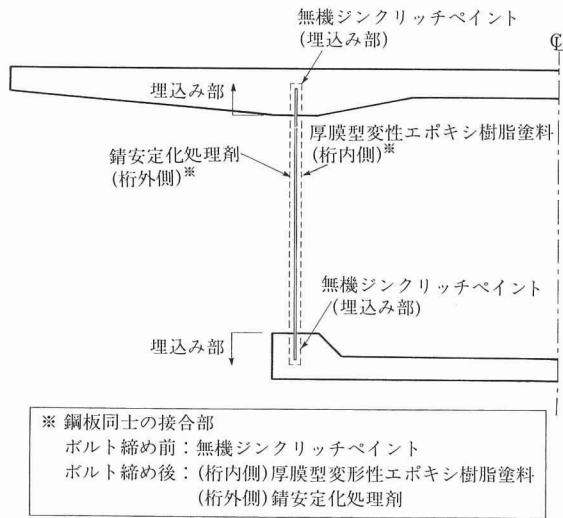 無機ジンクリッチペイント
(埋込み部)
℄
埋込み部
厚膜型変性エポキシ樹脂塗料
(桁内側)※
錆安定化処理剤
(桁外側)※
無機ジンクリッチペイント
(埋込み部)
埋込み部
※ 鋼板同士の接合部
ボルト締め前：無機ジンクリッチペイント
ボルト締め後：(桁内側)厚膜型変形性エポキシ樹脂塗料
(桁外側)錆安定化処理剤